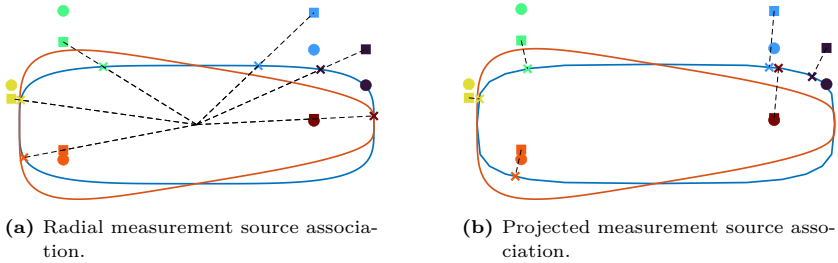 (a) Radial measurement source associa-
tion.
(b) Projected measurement source asso-
ciation.